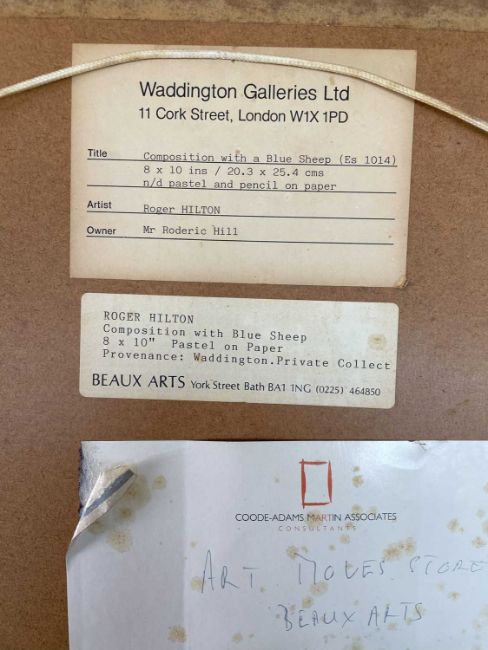 Waddington Galleries Ltd
11 Cork Street, London W1X 1PD
Title Composition with a Blue Sheep (Es 1014)
8 x 10 ins / 20.3 x 25.4 cms
n/d pastel and pencil on paper
Artist Roger HILTON
Owner Mr Roderic Hill
ROGER HILTON
Composition with Blue Sheep
8 x 10" Pastel on Paper
Provenance: Waddington.Private Collect
BEAUX ARTS York Street Bath BA1 1NG (0225) 464850
COODE-ADAMS MARTIN ASSOCIATES
CONSULTANTS
ART MOVES STORE
BEAUX ARTS